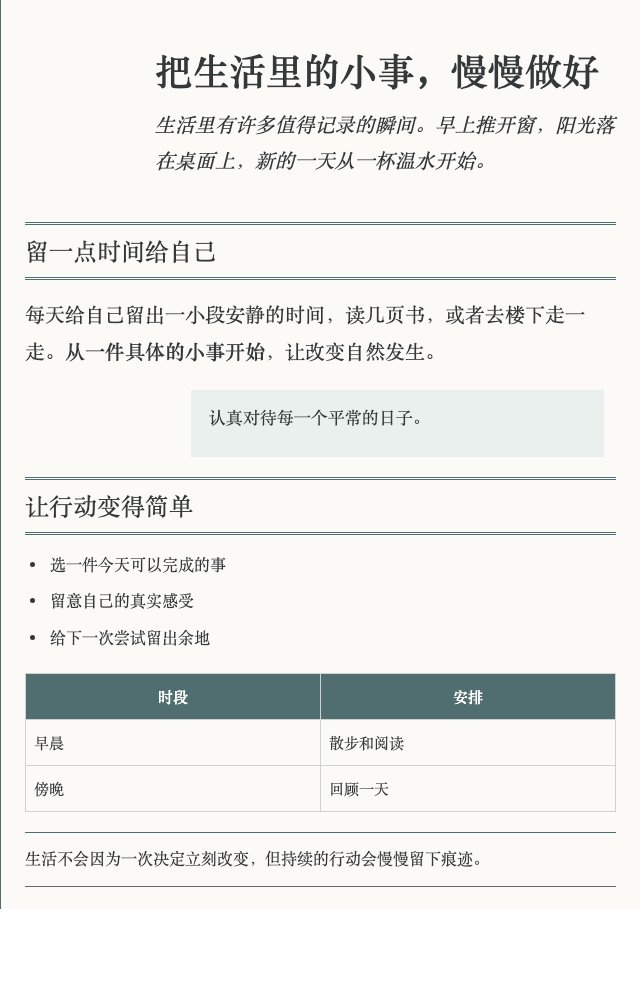 把生活里的小事，慢慢做好
生活里有许多值得记录的瞬间。早上推开窗，阳光落
在桌面上，新的一天从一杯温水开始。
留一点时间给自己
每天给自己留出一小段安静的时间，读几页书，或者去楼下走一
走。从一件具体的小事开始，让改变自然发生。
认真对待每一个平常的日子。
让行动变得简单
• 选一件今天可以完成的事
• 留意自己的真实感受
• 给下一次尝试留出余地
时段 安排
早晨 散步和阅读
傍晚 回顾一天
生活不会因为一次决定立刻改变，但持续的行动会慢慢留下痕迹。